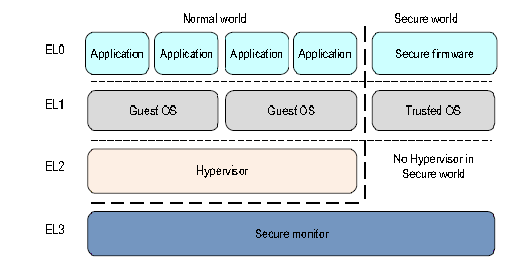 Normal world
Secure world
EL0
Application
Application
Application
Application
Secure firmware
EL1
Guest OS
Guest OS
Trusted OS
EL2
Hypervisor
No Hypervisor in
Secure world
EL3
Secure monitor